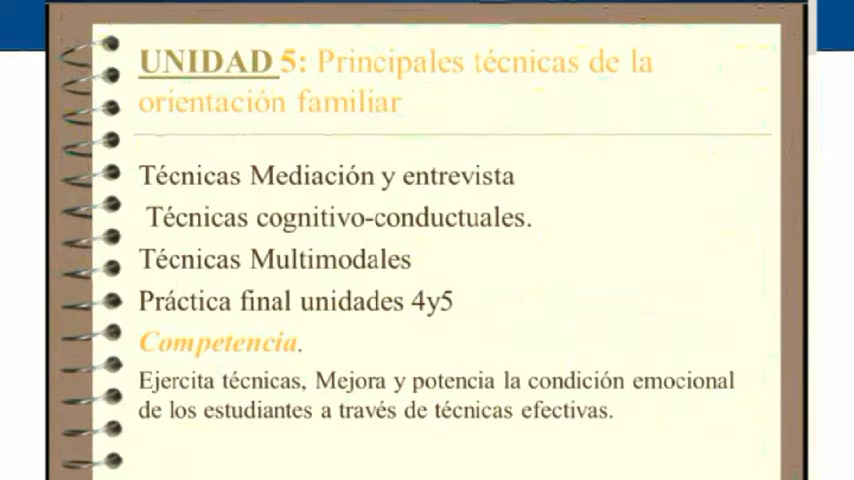 UNIDAD 5: Principales técnicas de la
orientación familiar
Técnicas Mediación y entrevista
Técnicas cognitivo-conductuales.
Técnicas Multimodales
Práctica final unidades 4y5
Competencia.
Ejercita técnicas, Mejora y potencia la condición emocional
de los estudiantes a través de técnicas efectivas.